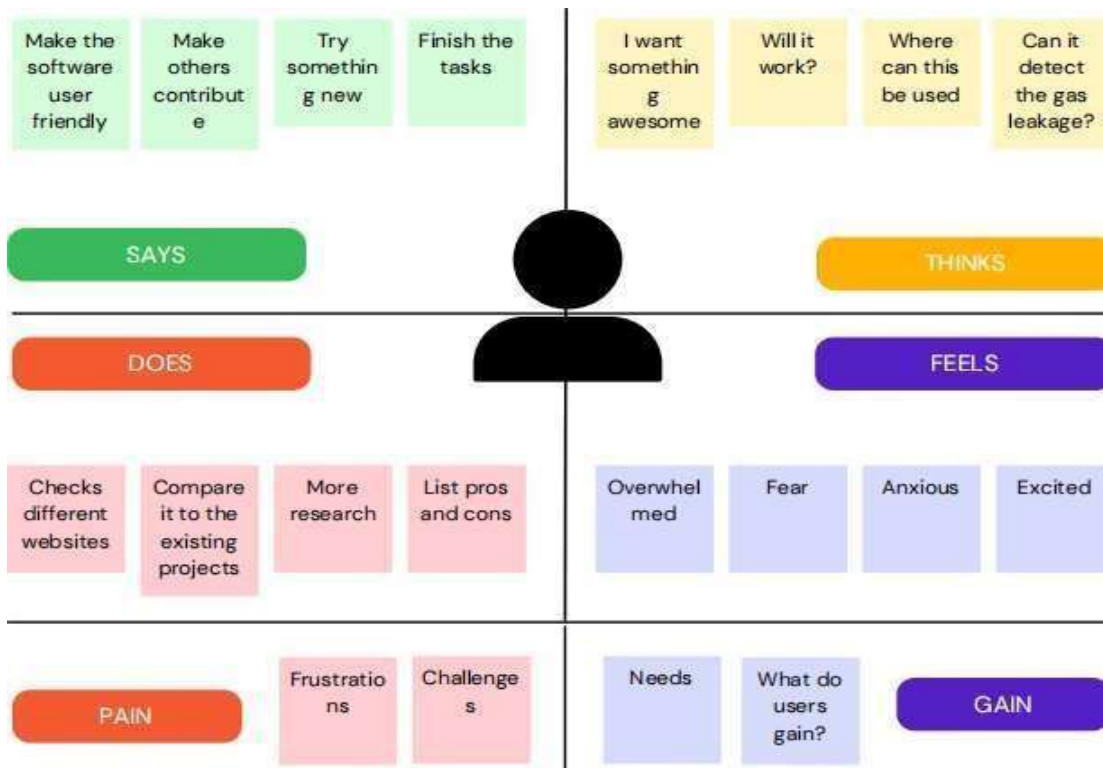 Make the
software
user
friendly
Make
others
contribut
e
Try
somethin
g new
Finish the
tasks
I want
somethin
g
awesome
Will it
work?
Where
can this
be used
Can it
detect
the gas
leakage?
SAYS
THINKS
DOES
FEELS
Checks
different
websites
Compare
it to the
existing
projects
More
research
List pros
and cons
Overwhel
med
Fear
Anxious
Excited
PAIN
Frustratio
ns
Challenge
s
Needs
What do
users
gain?
GAIN